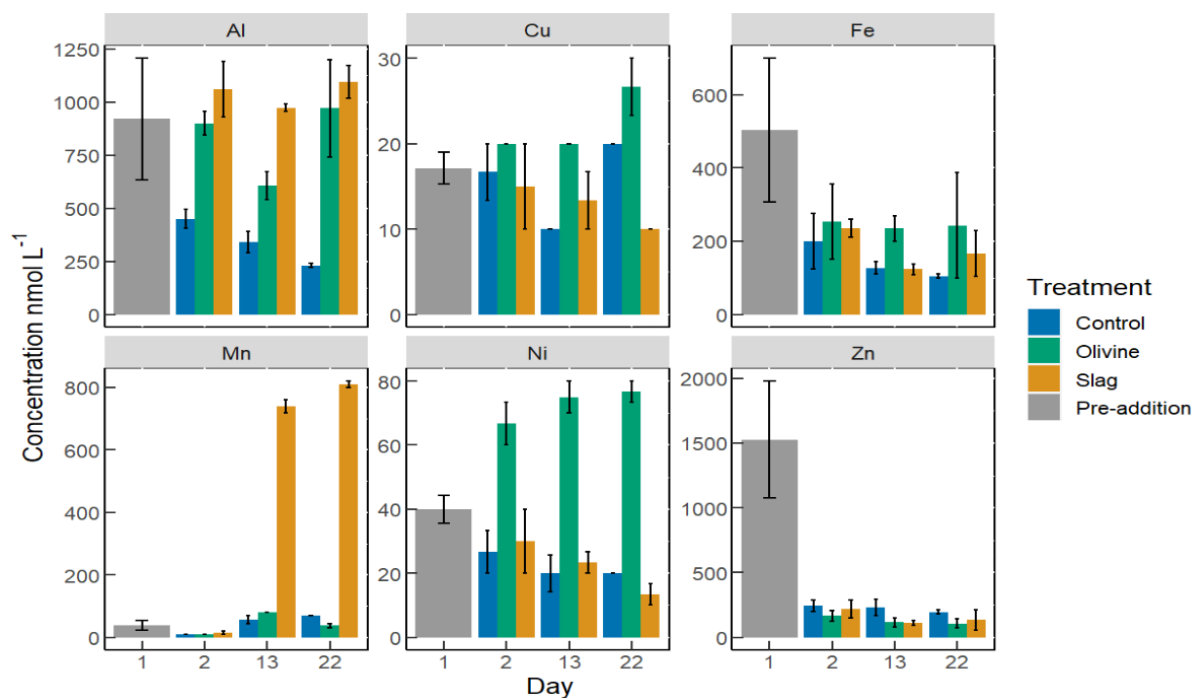 Al
Cu
Fe
1250
1000
750
500
250
0
30
20
10
0
600
400
200
0
Mn
Ni
Zn
800
600
400
200
0
80
60
40
20
0
2000
1500
1000
500
0
1 2 13 22
1 2 13 22
1 2 13 22
Day
Concentration nmol L⁻¹
Treatment
Control
Olivine
Slag
Pre-addition